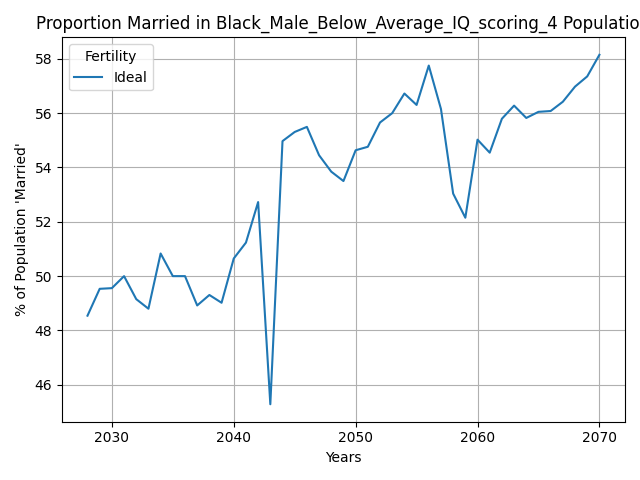 Proportion Married in Black_Male_Below_Average_IQ_scoring_4 Populatio
Fertility
Ideal
% of Population 'Married'
58
56
54
52
50
48
46
2030 2040 2050 2060 2070
Years